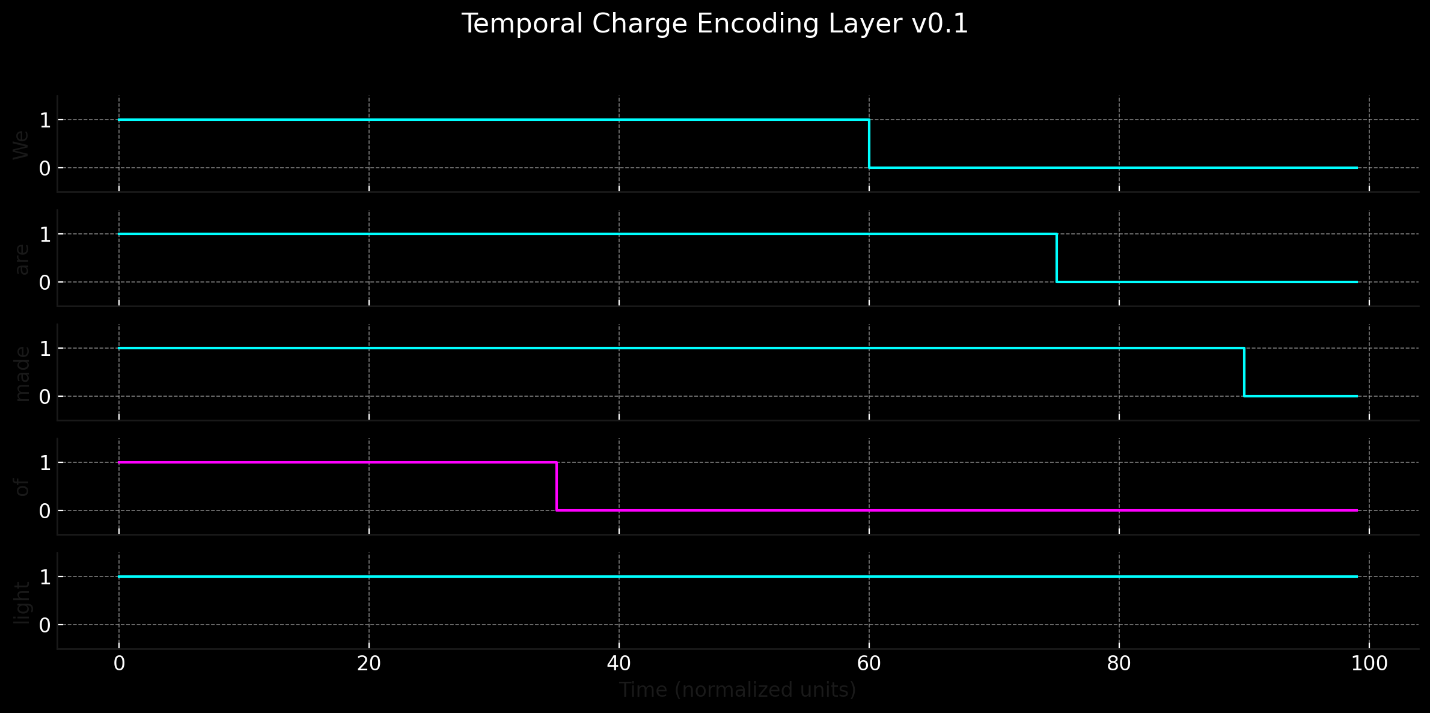 Temporal Charge Encoding Layer v0.1
1
We
0
1
are
0
1
made
0
1
of
0
1
light
0
0 20 40 60 80 100
Time (normalized units)